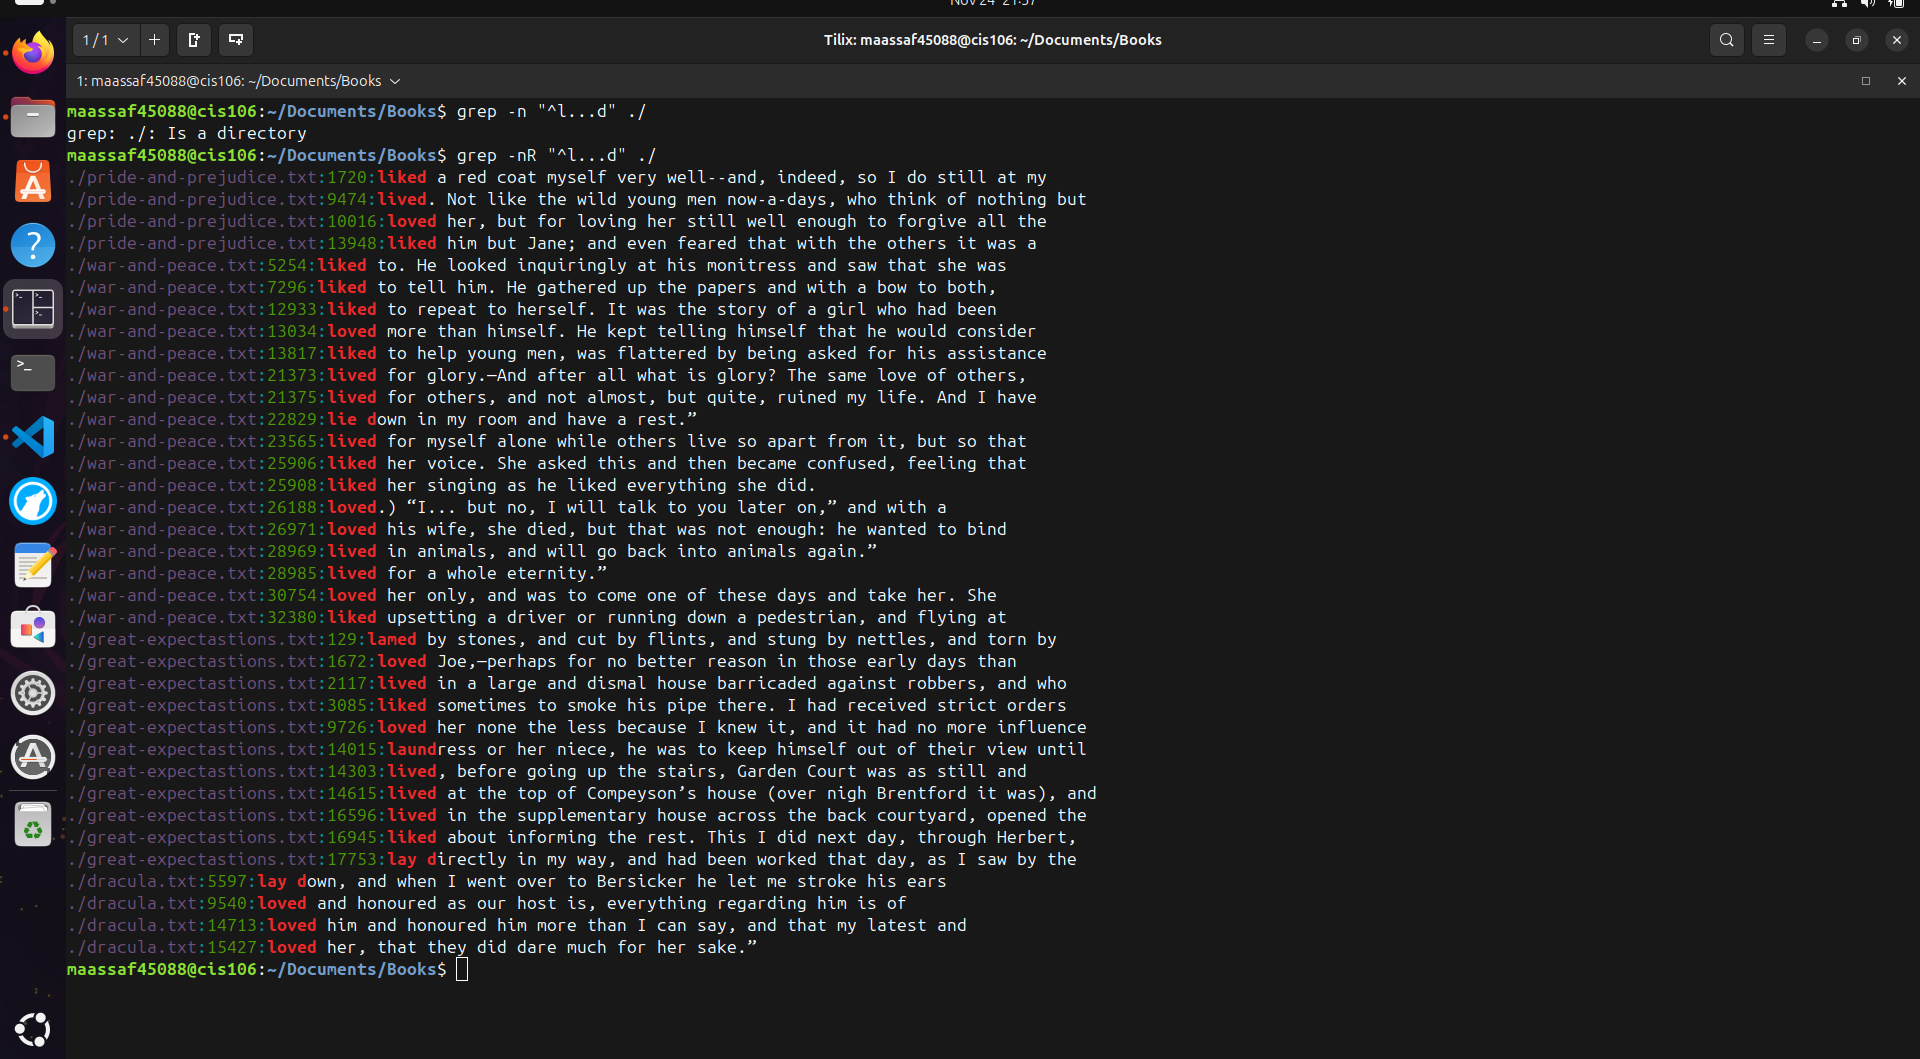 Nov 24 21:57
1 / 1
Tilix: maassaf45088@cis106: ~/Documents/Books
1: maassaf45088@cis106: ~/Documents/Books
maassaf45088@cis106:~/Documents/Books$ grep -n "^l...d" ./
grep: ./: Is a directory
maassaf45088@cis106:~/Documents/Books$ grep -nR "^l...d" ./
./pride-and-prejudice.txt:1720:liked a red coat myself very well--and, indeed, so I do still at my
./pride-and-prejudice.txt:9474:lived. Not like the wild young men now-a-days, who think of nothing but
./pride-and-prejudice.txt:10016:loved her, but for loving her still well enough to forgive all the
./pride-and-prejudice.txt:13948:liked him but Jane; and even feared that with the others it was a
./war-and-peace.txt:5254:liked to. He looked inquiringly at his monitress and saw that she was
./war-and-peace.txt:7296:liked to tell him. He gathered up the papers and with a bow to both,
./war-and-peace.txt:12933:liked to repeat to herself. It was the story of a girl who had been
./war-and-peace.txt:13034:loved more than himself. He kept telling himself that he would consider
./war-and-peace.txt:13817:liked to help young men, was flattered by being asked for his assistance
./war-and-peace.txt:21373:lived for glory.—And after all what is glory? The same love of others,
./war-and-peace.txt:21375:lived for others, and not almost, but quite, ruined my life. And I have
./war-and-peace.txt:22829:lie down in my room and have a rest.”
./war-and-peace.txt:23565:lived for myself alone while others live so apart from it, but so that
./war-and-peace.txt:25906:liked her voice. She asked this and then became confused, feeling that
./war-and-peace.txt:25908:liked her singing as he liked everything she did.
./war-and-peace.txt:26188:loved.) “I... but no, I will talk to you later on,” and with a
./war-and-peace.txt:26971:loved his wife, she died, but that was not enough: he wanted to bind
./war-and-peace.txt:28969:lived in animals, and will go back into animals again.”
./war-and-peace.txt:28985:lived for a whole eternity.”
./war-and-peace.txt:30754:loved her only, and was to come one of these days and take her. She
./war-and-peace.txt:32380:liked upsetting a driver or running down a pedestrian, and flying at
./great-expectastions.txt:129:lamed by stones, and cut by flints, and stung by nettles, and torn by
./great-expectastions.txt:1672:loved Joe,—perhaps for no better reason in those early days than
./great-expectastions.txt:2117:lived in a large and dismal house barricaded against robbers, and who
./great-expectastions.txt:3085:liked sometimes to smoke his pipe there. I had received strict orders
./great-expectastions.txt:9726:loved her none the less because I knew it, and it had no more influence
./great-expectastions.txt:14015:laundress or her niece, he was to keep himself out of their view until
./great-expectastions.txt:14303:lived, before going up the stairs, Garden Court was as still and
./great-expectastions.txt:14615:lived at the top of Compeyson’s house (over nigh Brentford it was), and
./great-expectastions.txt:16596:lived in the supplementary house across the back courtyard, opened the
./great-expectastions.txt:16945:liked about informing the rest. This I did next day, through Herbert,
./great-expectastions.txt:17753:lay directly in my way, and had been worked that day, as I saw by the
./dracula.txt:5597:lay down, and when I went over to Bersicker he let me stroke his ears
./dracula.txt:9540:loved and honoured as our host is, everything regarding him is of
./dracula.txt:14713:loved him and honoured him more than I can say, and that my latest and
./dracula.txt:15427:loved her, that they did dare much for her sake.”
maassaf45088@cis106:~/Documents/Books$